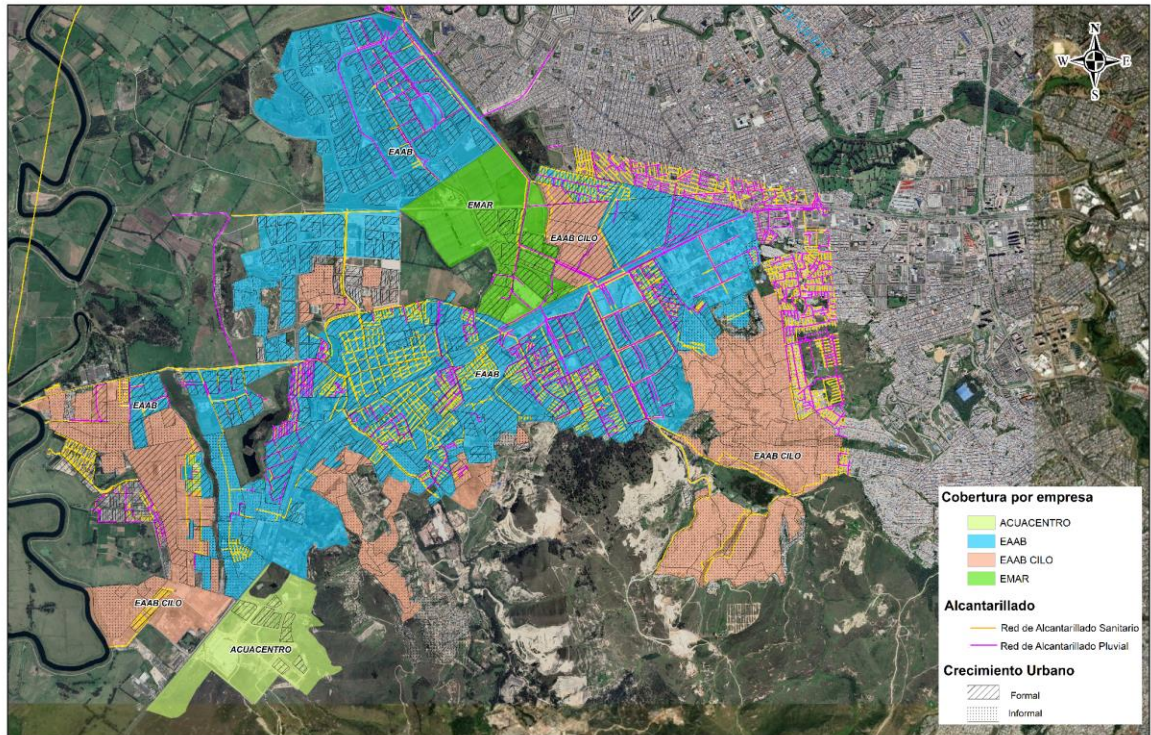 N
W E
S
EAAB
EMAR
EAAB CILO
EAAB
EAAB
EAAB CILO
EAAB CILO
ACUACENTRO
Cobertura por empresa
ACUACENTRO
EAAB
EAAB CILO
EMAR
Alcantarillado
Red de Alcantarillado Sanitario
Red de Alcantarillado Pluvial
Crecimiento Urbano
Formal
Informal